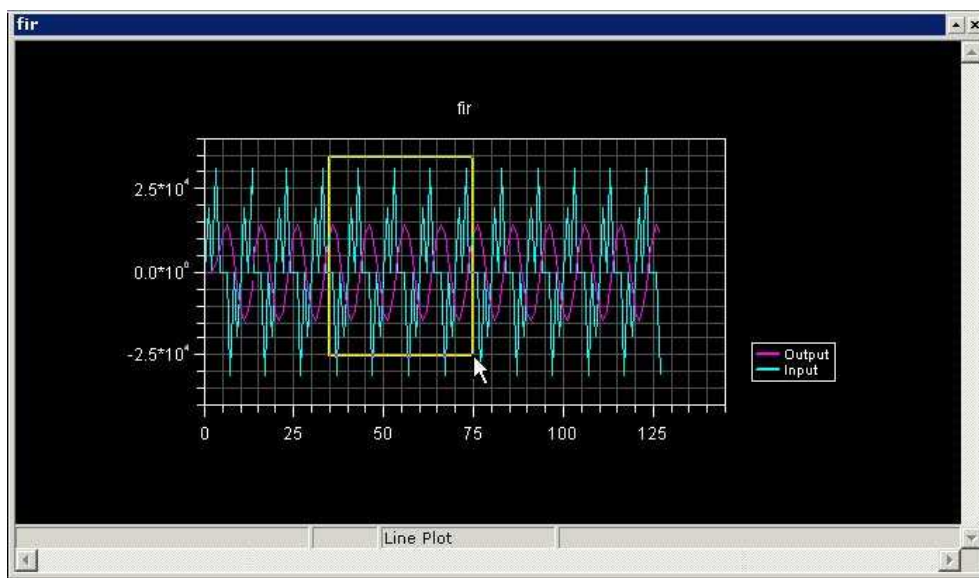 fir
fir
2.5*10⁴
0.0*10⁰
-2.5*10⁴
0 25 50 75 100 125
Output
Input
Line Plot